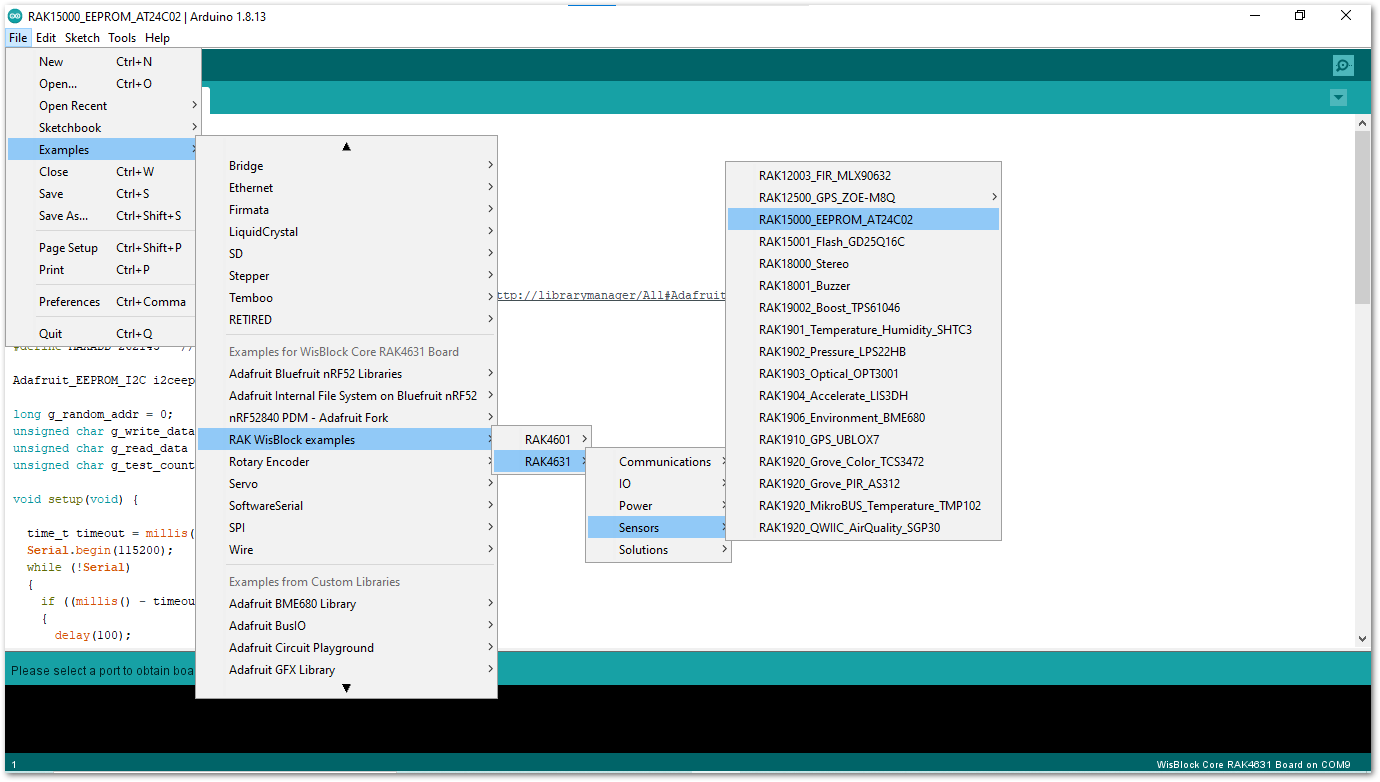 RAK15000_EEPROM_AT24C02 | Arduino 1.8.13
File Edit Sketch Tools Help
New Ctrl+N
Open... Ctrl+O
Open Recent
Sketchbook
Examples
Close Ctrl+W
Save Ctrl+S
Save As... Ctrl+Shift+S
Page Setup Ctrl+Shift+P
Print Ctrl+P
Preferences Ctrl+Comma
Quit Ctrl+Q
Bridge
Ethernet
Firmata
LiquidCrystal
SD
Stepper
Temboo
RETIRED
Examples for WisBlock Core RAK4631 Board
Adafruit Bluefruit nRF52 Libraries
Adafruit Internal File System on Bluefruit nRF52
nRF52840 PDM - Adafruit Fork
RAK WisBlock examples
Rotary Encoder
Servo
SoftwareSerial
SPI
Wire
Examples from Custom Libraries
Adafruit BME680 Library
Adafruit BusIO
Adafruit Circuit Playground
Adafruit GFX Library
RAK4601
RAK4631
Communications
IO
Power
Sensors
Solutions
RAK12003_FIR_MLX90632
RAK12500_GPS_ZOE-M8Q
RAK15000_EEPROM_AT24C02
RAK15001_Flash_GD25Q16C
RAK18000_Stereo
RAK18001_Buzzer
RAK19002_Boost_TPS61046
RAK1901_Temperature_Humidity_SHTC3
RAK1902_Pressure_LPS22HB
RAK1903_Optical_OPT3001
RAK1904_Accelerate_LIS3DH
RAK1906_Environment_BME680
RAK1910_GPS_UBLOX7
RAK1920_Grove_Color_TCS3472
RAK1920_Grove_PIR_AS312
RAK1920_MikroBUS_Temperature_TMP102
RAK1920_QWIIC_AirQuality_SGP30
ttp://librarymanager/All#Adafruit
Adafruit_EEPROM_I2C i2ceep
long g_random_addr = 0;
unsigned char g_write_data
unsigned char g_read_data
unsigned char g_test_count
void setup(void) {
time_t timeout = millis(
Serial.begin(115200);
while (!Serial)
{
if ((millis() - timeou
{
delay(100);
Please select a port to obtain boa
1 WisBlock Core RAK4631 Board on COM9